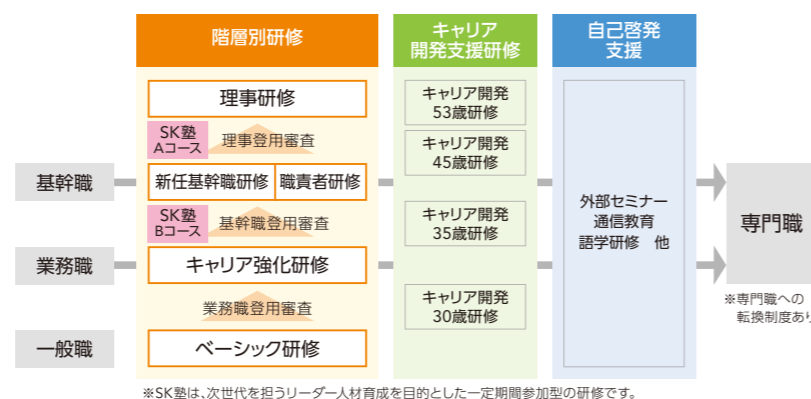 階層別研修
キャリア
開発支援研修
自己啓発
支援
理事研修
SK塾
Aコース
理事登用審査
基幹職
新任基幹職研修
職責者研修
SK塾
Bコース
基幹職登用審査
業務職
キャリア強化研修
業務職登用審査
一般職
ベーシック研修
キャリア開発
53歳研修
キャリア開発
45歳研修
キャリア開発
35歳研修
キャリア開発
30歳研修
外部セミナー
通信教育
語学研修 他
専門職
※専門職への
転換制度あり
※SK塾は、次世代を担うリーダー人材育成を目的とした一定期間参加型の研修です。